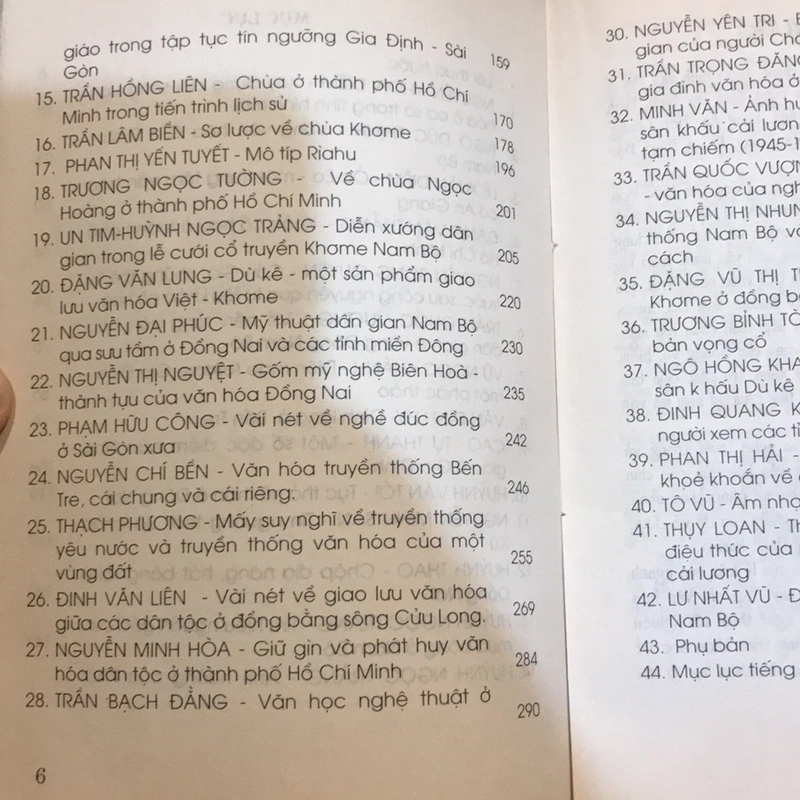 giáo trong tập tục tín ngưỡng Gia Định - Sài
Gòn 159
15. TRẦN HỒNG LIÊN - Chùa ở thành phố Hồ Chí
Minh trong tiến trình lịch sử 170
16. TRẦN LÂM BIỀN - Sơ lược về chùa Khơme 178
17. PHAN THỊ YẾN TUYẾT - Mô típ Riahu 196
18. TRƯƠNG NGỌC TƯỜNG - Về chùa Ngọc
Hoàng ở thành phố Hồ Chí Minh 201
19. UN TIM-HUỲNH NGỌC TRẢNG - Diễn xướng dân
gian trong lễ cưới cổ truyền Khơme Nam Bộ 205
20. ĐẶNG VĂN LUNG - Dù kê - một sản phẩm giao
lưu văn hóa Việt - Khơme 220
21. NGUYỄN ĐẠI PHÚC - Mỹ thuật dân gian Nam Bộ
qua sưu tầm ở Đồng Nai và các tỉnh miền Đông 230
22. NGUYỄN THỊ NGUYỆT - Gốm mỹ nghệ Biên Hoà -
thành tựu của văn hóa Đồng Nai 235
23. PHẠM HỮU CÔNG - Vài nét về nghề đúc đồng
ở Sài Gòn xưa 242
24. NGUYỄN CHÍ BỀN - Văn hóa truyền thống Bến
Tre, cái chung và cái riêng. 246
25. THẠCH PHƯƠNG - Mấy suy nghĩ về truyền thống
yêu nước và truyền thống văn hóa của một
vùng đất 255
26. ĐINH VĂN LIÊN - Vài nét về giao lưu văn hóa
giữa các dân tộc ở đồng bằng sông Cửu Long. 269
27. NGUYỄN MINH HÒA - Giữ gìn và phát huy văn
hóa dân tộc ở thành phố Hồ Chí Minh 284
28. TRẦN BẠCH ĐẰNG - Văn học nghệ thuật ở 290
6
30. NGUYỄN YÊN TRI -
gian của người
31. TRẦN TRỌNG ĐĂNG
gia đình văn hóa ở
32. MINH VĂN - Ảnh
sân khấu cải lương
tạm chiếm (1945-
33. TRẦN QUỐC VƯỢNG
- văn hóa của
34. NGUYỄN THỊ
thống Nam Bộ
cách
35. ĐẶNG VŨ THỊ
Khơme ở đồng
36. TRƯƠNG BỈNH
bản vọng cổ
37. NGÔ HỒNG
sân k hấu Dù kê
38. ĐINH QUANG
người xem các
39. PHAN THỊ HẢI -
khoẻ khoắn về
40. TÔ VŨ - Âm
41. THỤY LOAN -
điệu thức của
cải lương
42. LƯ NHẤT VŨ -
Nam Bộ
43. Phụ bản
44. Mục lục tiếng